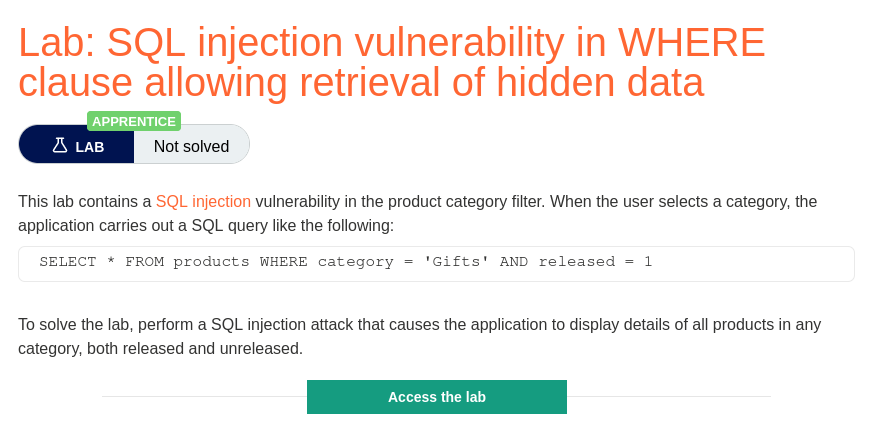 Lab: SQL injection vulnerability in WHERE
clause allowing retrieval of hidden data
APPRENTICE
LAB Not solved
This lab contains a SQL injection vulnerability in the product category filter. When the user selects a category, the
application carries out a SQL query like the following:
SELECT * FROM products WHERE category = 'Gifts' AND released = 1
To solve the lab, perform a SQL injection attack that causes the application to display details of all products in any
category, both released and unreleased.
Access the lab